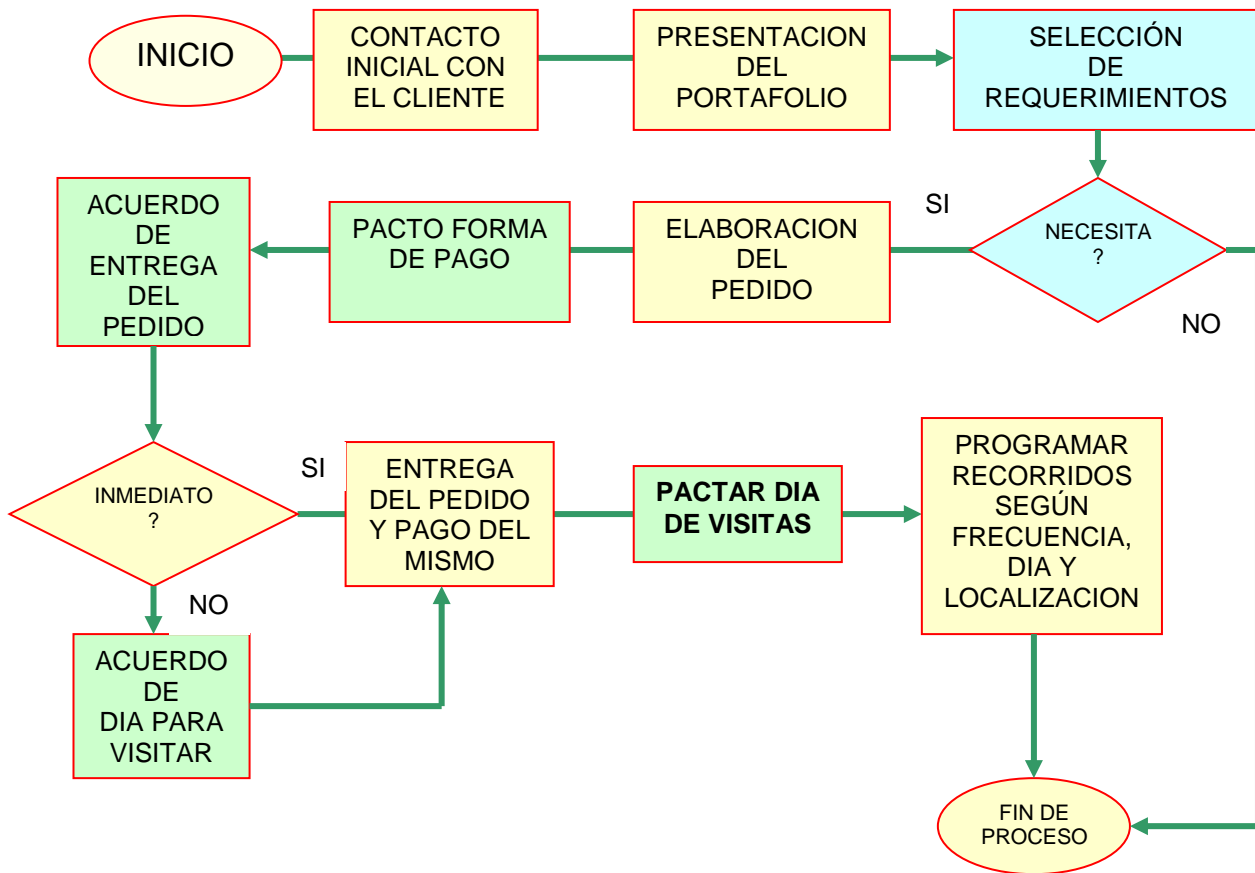 INICIO
CONTACTO
INICIAL CON
EL CLIENTE
PRESENTACION
DEL
PORTAFOLIO
SELECCIÓN
DE
REQUERIMIENTOS
NECESITA
?
SI
NO
ELABORACION
DEL
PEDIDO
PACTO FORMA
DE PAGO
ACUERDO
DE
ENTREGA
DEL
PEDIDO
INMEDIATO
?
SI
NO
ENTREGA
DEL PEDIDO
Y PAGO DEL
MISMO
PACTAR DIA
DE VISITAS
PROGRAMAR
RECORRIDOS
SEGÚN
FRECUENCIA,
DIA Y
LOCALIZACION
ACUERDO
DE
DIA PARA
VISITAR
FIN DE
PROCESO